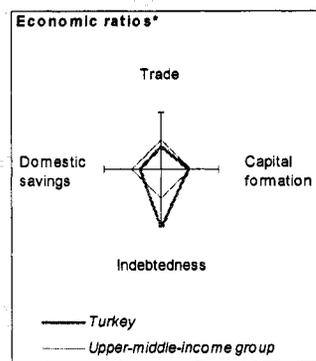 Economic ratios*
Trade
Domestic
savings
Capital
formation
Indebtedness
Turkey
Upper-middle-income group